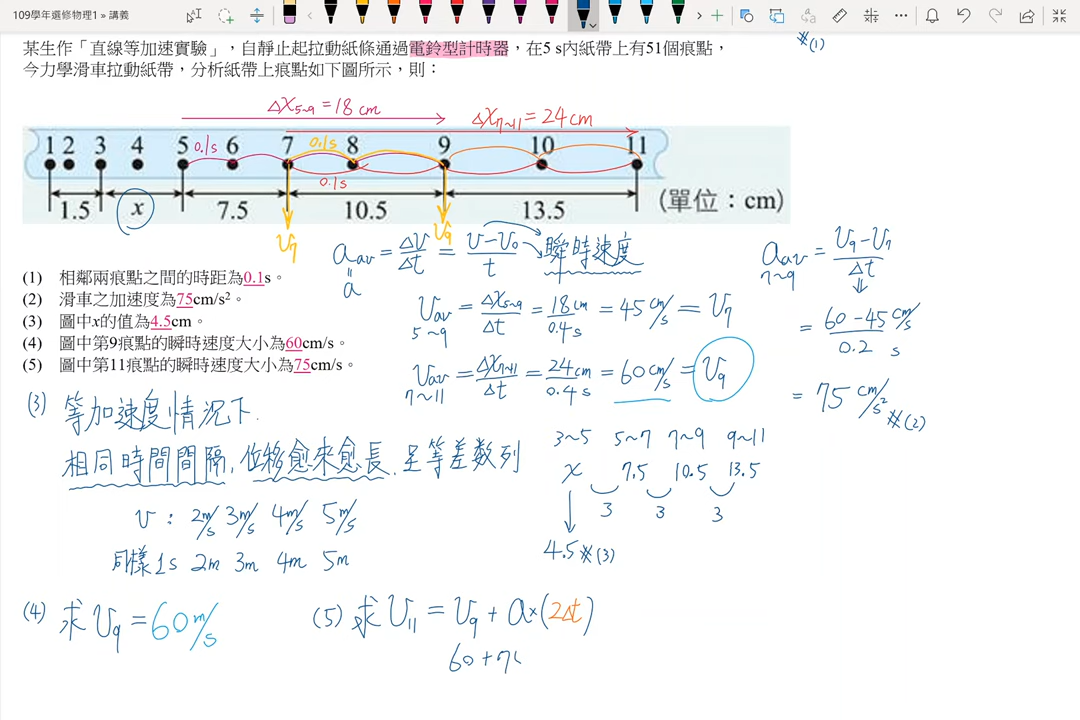 109學年選修物理1 » 講義
※(1)
某生作「直線等加速實驗」，自靜止起拉動紙條通過電鈴型計時器，在5 s內紙帶上有51個痕點，
今力學滑車拉動紙帶，分析紙帶上痕點如下圖所示，則：
ΔX5~9 = 18 cm
ΔX7~11 = 24 cm
1 2 3 4 5 0.1s 6 7 0.1s 8 9 10 11
0.1s
1.5 x 7.5 10.5 13.5 (單位：cm)
V7 V9
aav = Δv/Δt = (v-v0)/t 瞬時速度
a
aav 7~9 = (V9-V7)/Δt
(1) 相鄰兩痕點之間的時距為0.1s。
(2) 滑車之加速度為75cm/s²。
(3) 圖中x的值為4.5cm。
(4) 圖中第9痕點的瞬時速度大小為60cm/s。
(5) 圖中第11痕點的瞬時速度大小為75cm/s。
Vav 5~9 = ΔX5~9/Δt = 18 cm/0.4 s = 45 cm/s = V7
= (60-45)/0.2 cm/s / s
Vav 7~11 = ΔX7~11/Δt = 24 cm/0.4 s = 60 cm/s = V9
= 75 cm/s² ※(2)
(3) 等加速度情況下.
相同時間間隔, 位移愈來愈長. 呈等差數列
3~5 5~7 7~9 9~11
x 7.5 10.5 13.5
3 3 3
4.5 ※(3)
v : 2m/s 3m/s 4m/s 5m/s
同樣1s 2m 3m 4m 5m
(4) 求 V9 = 60 m/s
(5) 求 V11 = V9 + a×(2Δt)
60+7